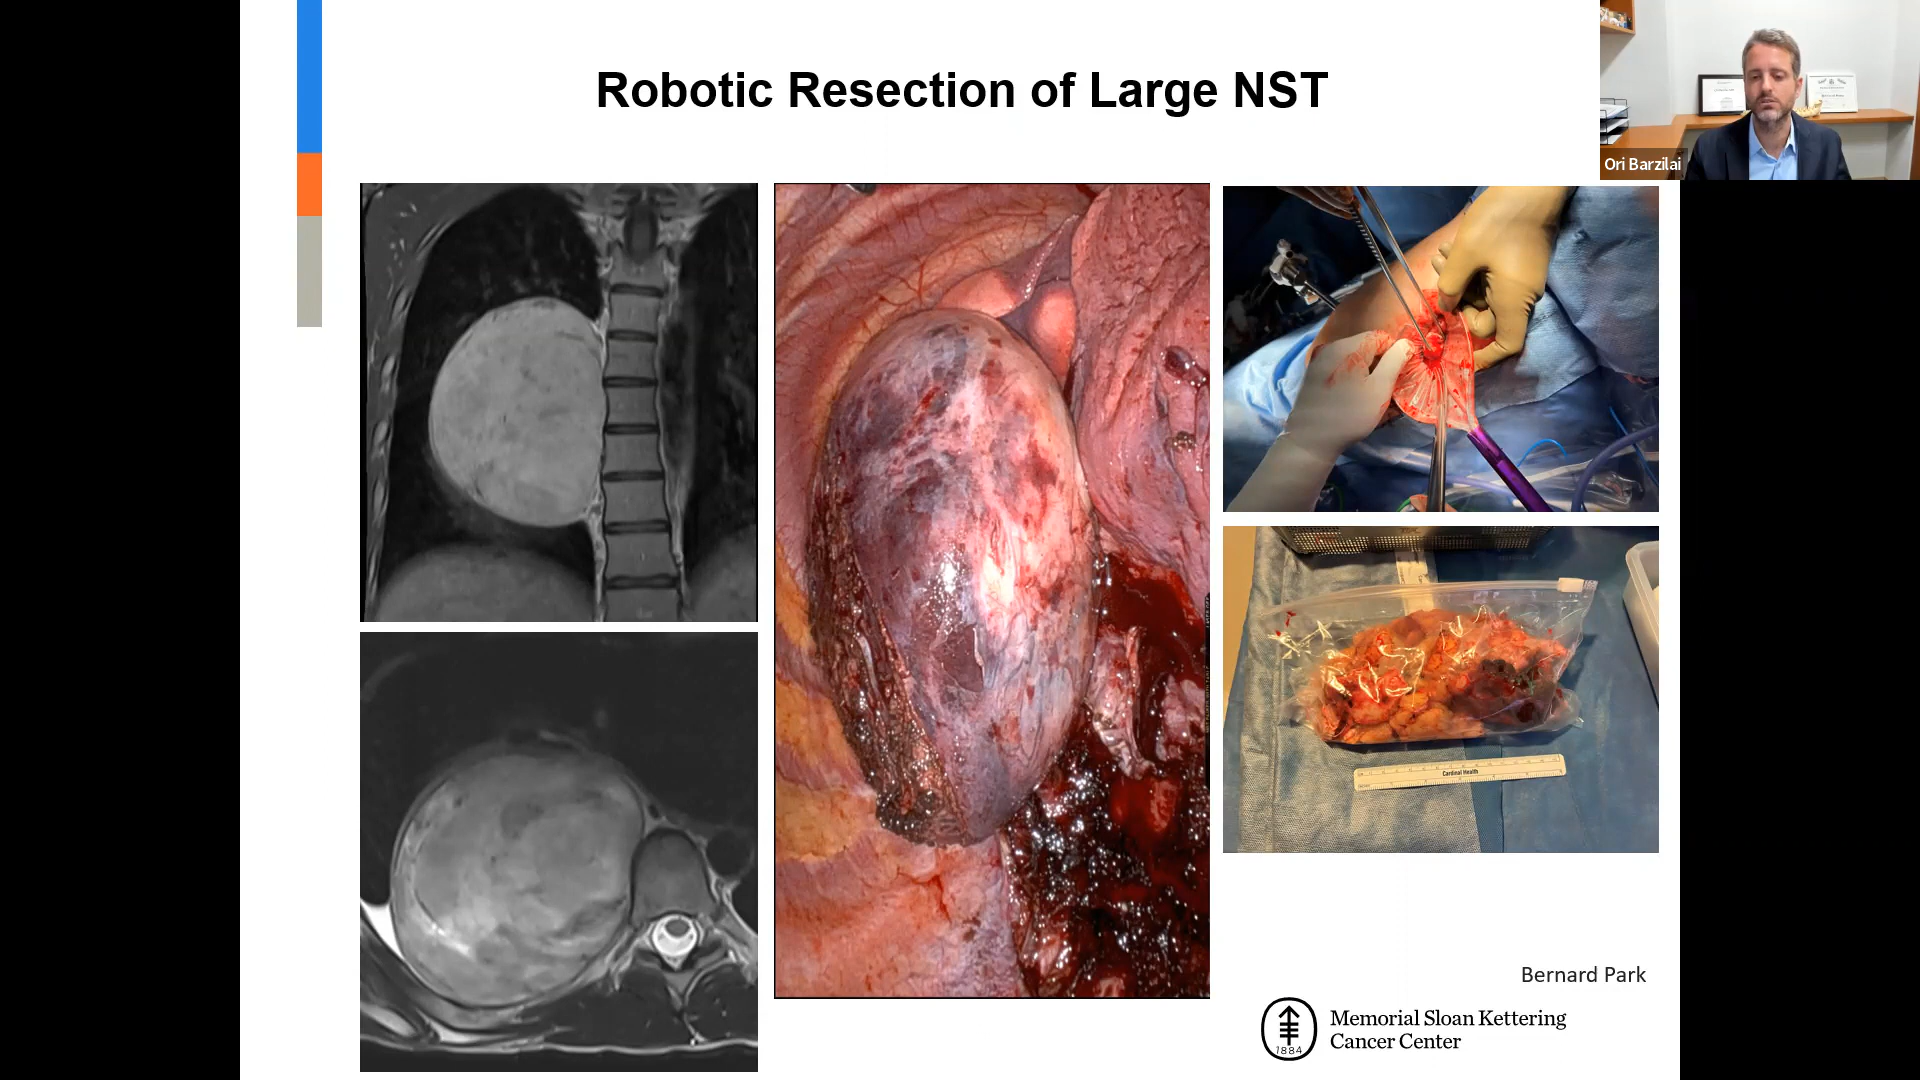 Robotic Resection of Large NST
Ori Barzilai
Cardinal Health
Bernard Park
1884
Memorial Sloan Kettering
Cancer Center